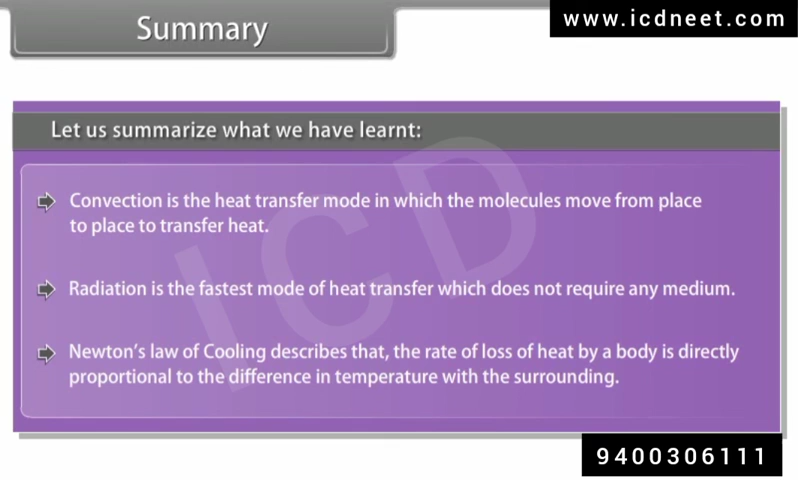 Summary
www.icdneet.com
Let us summarize what we have learnt:
Convection is the heat transfer mode in which the molecules move from place
to place to transfer heat.
Radiation is the fastest mode of heat transfer which does not require any medium.
Newton's law of Cooling describes that, the rate of loss of heat by a body is directly
proportional to the difference in temperature with the surrounding.
ICD
9400306111